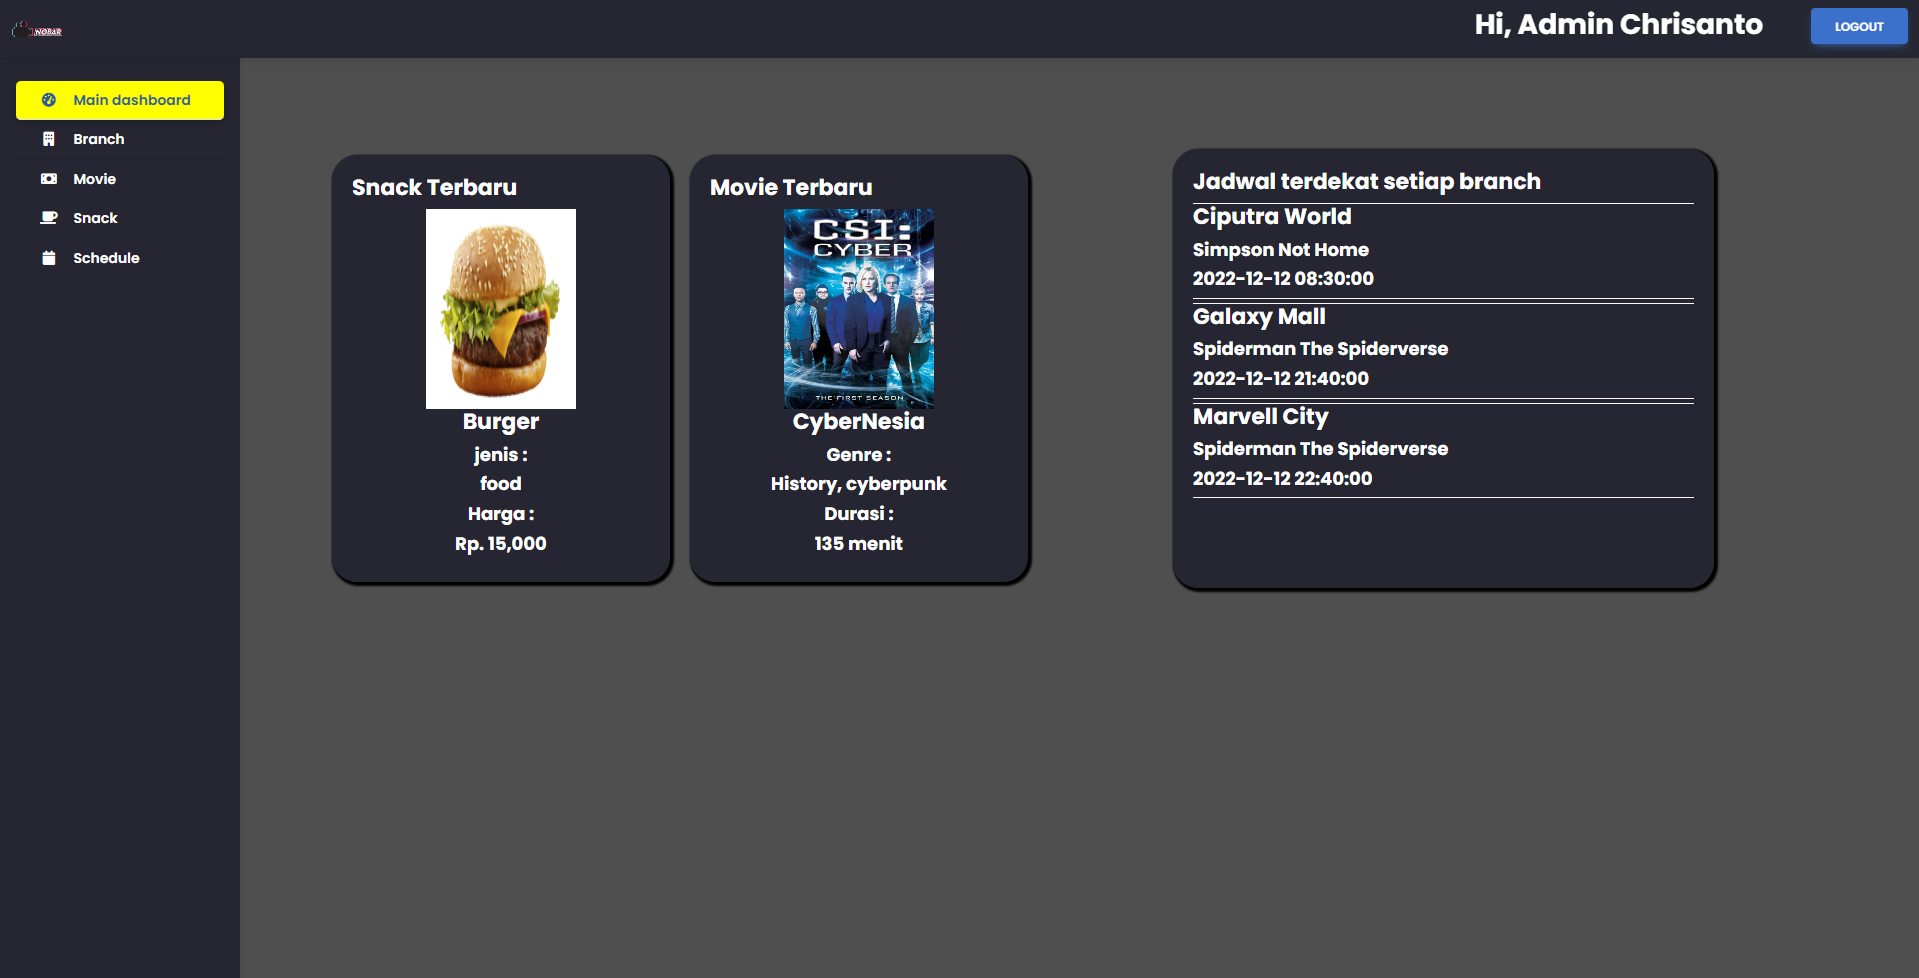 NOBAR
Hi, Admin Chrisanto
LOGOUT
Main dashboard
Branch
Movie
Snack
Schedule
Snack Terbaru
Burger
jenis :
food
Harga :
Rp. 15,000
Movie Terbaru
CSI:
CYBER
THE FIRST SEASON
CyberNesia
Genre :
History, cyberpunk
Durasi :
135 menit
Jadwal terdekat setiap branch
Ciputra World
Simpson Not Home
2022-12-12 08:30:00
Galaxy Mall
Spiderman The Spiderverse
2022-12-12 21:40:00
Marvell City
Spiderman The Spiderverse
2022-12-12 22:40:00